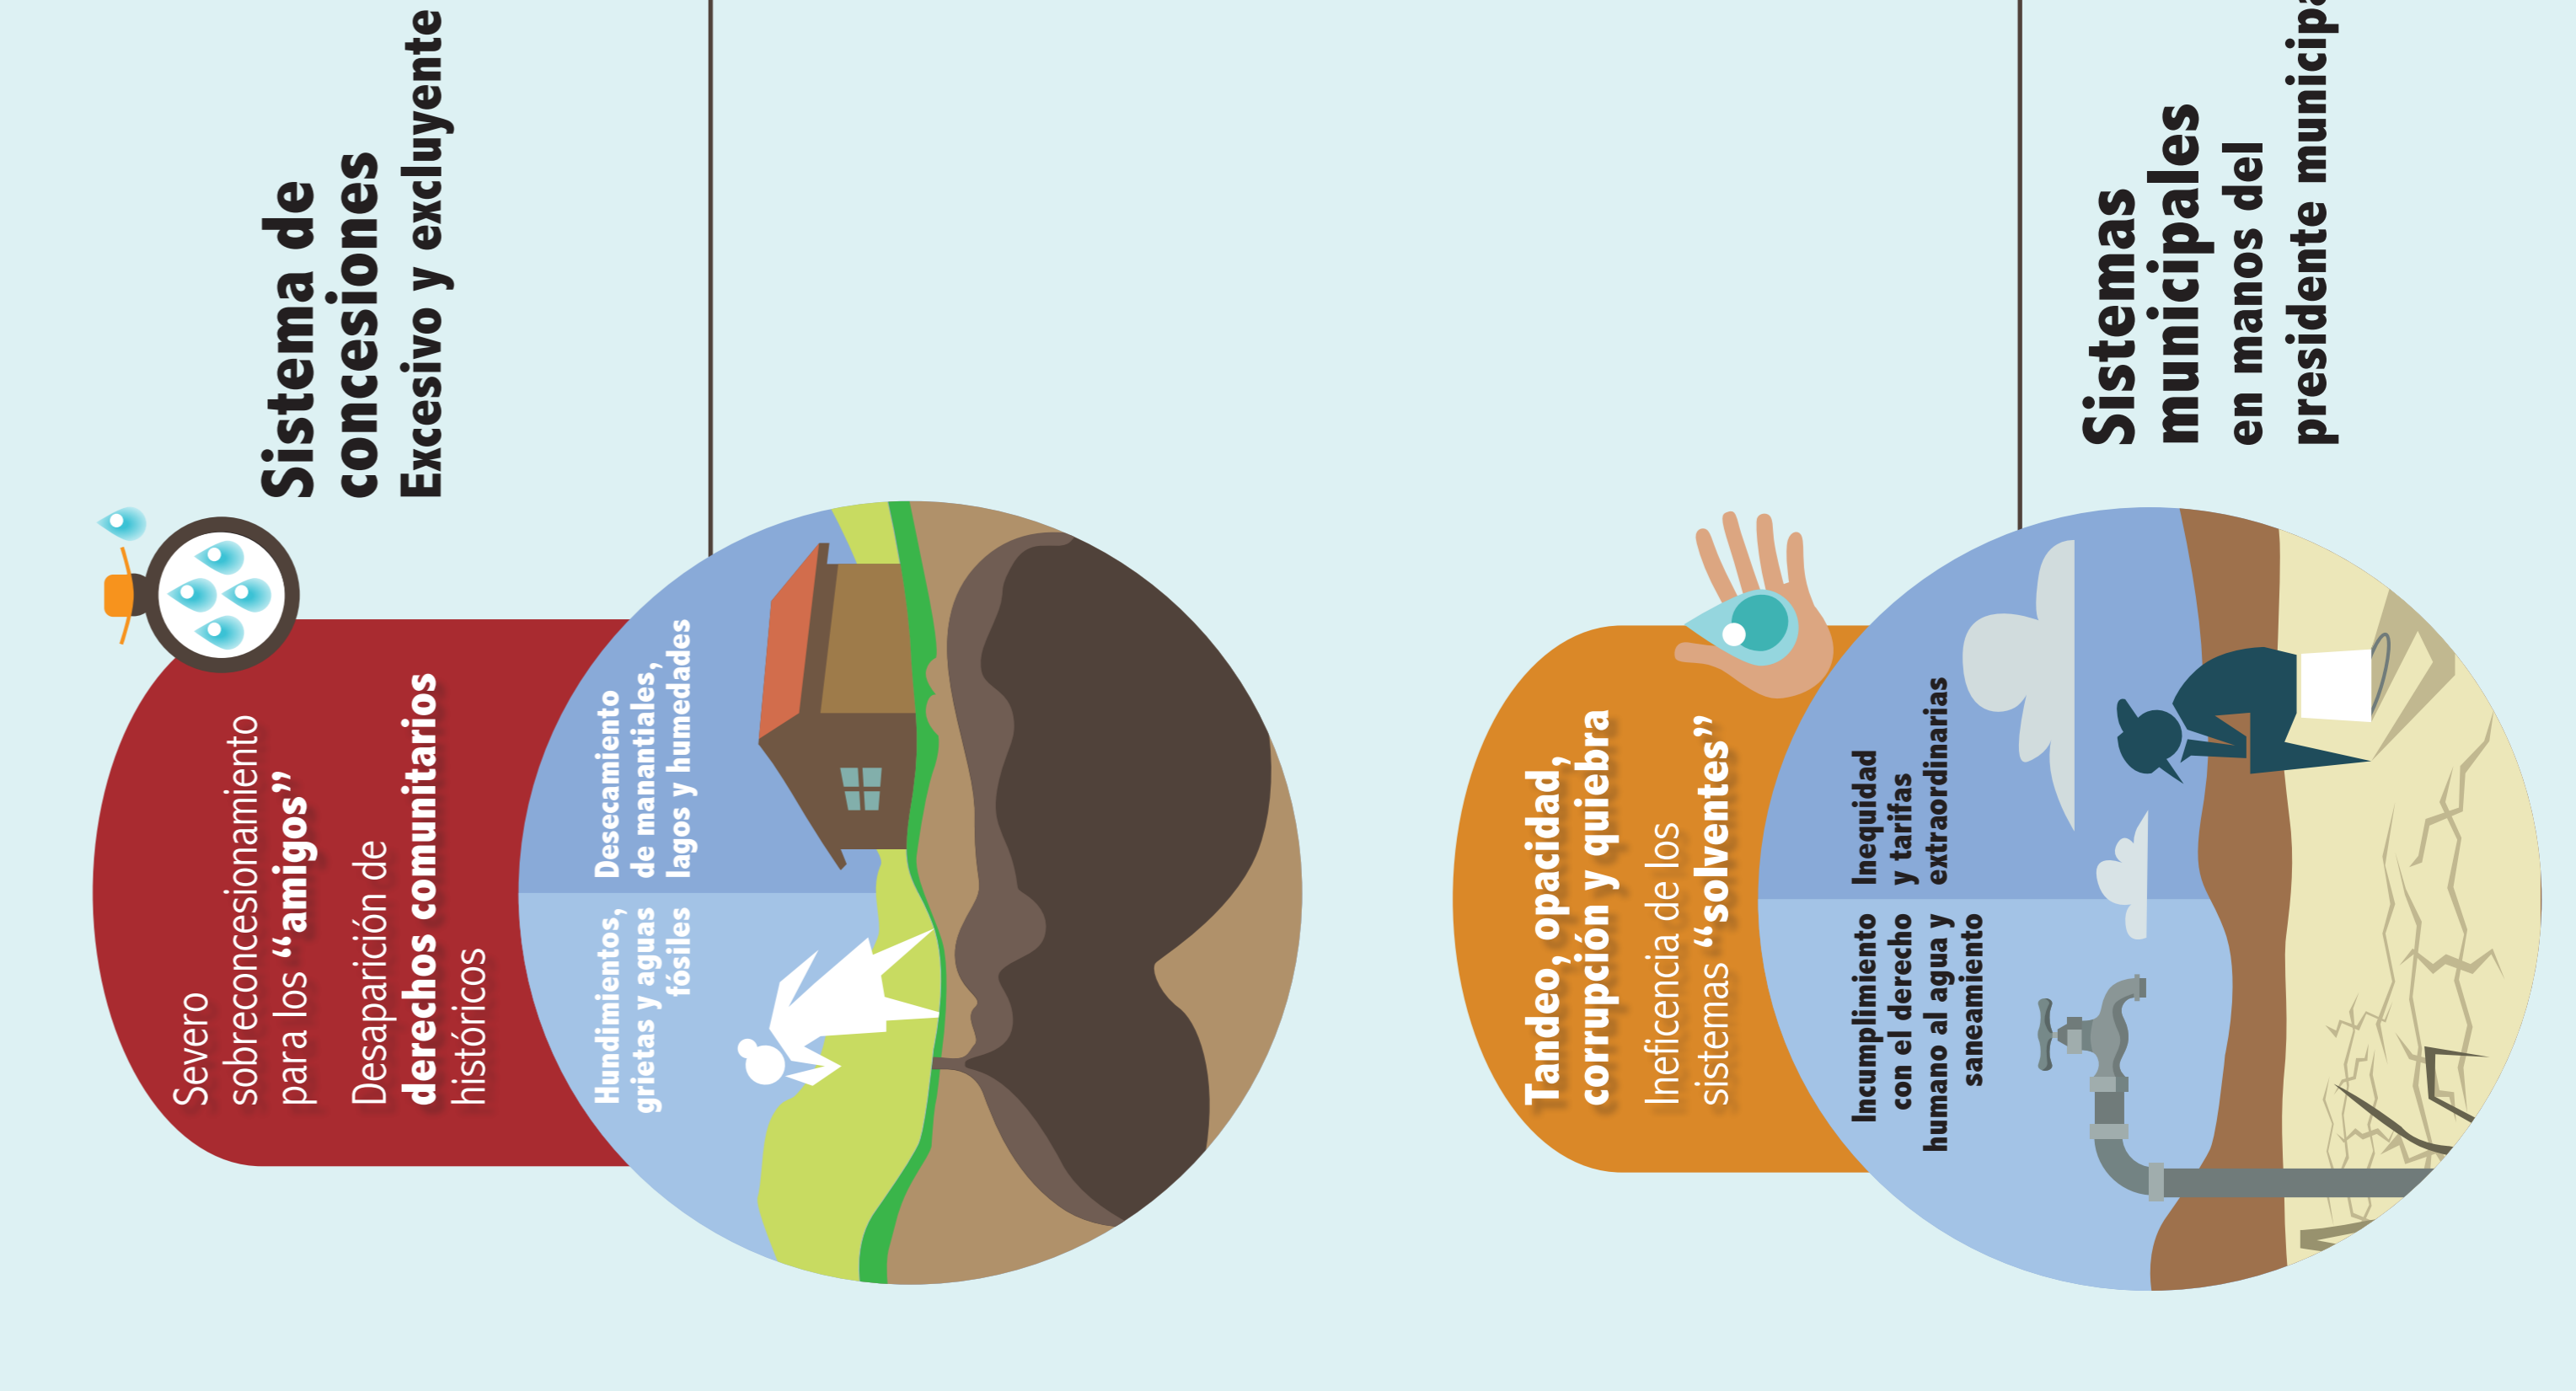 Sistema de
concesiones
Excesivo y excluyente
Severo
sobreconcesionamiento
para los “amigos”
Desaparición de
derechos comunitarios
históricos
Hundimientos,
grietas y aguas
fósiles
Desecamiento
de manantiales,
lagos y humedades
Sistemas
municipales
en manos del
presidente municipa
Tandeo, opacidad,
corrupción y quiebra
Ineficencia de los
sistemas “solventes”
Incumplimiento
con el derecho
humano al agua y
saneamiento
Inequidad
y tarifas
extraordinarias